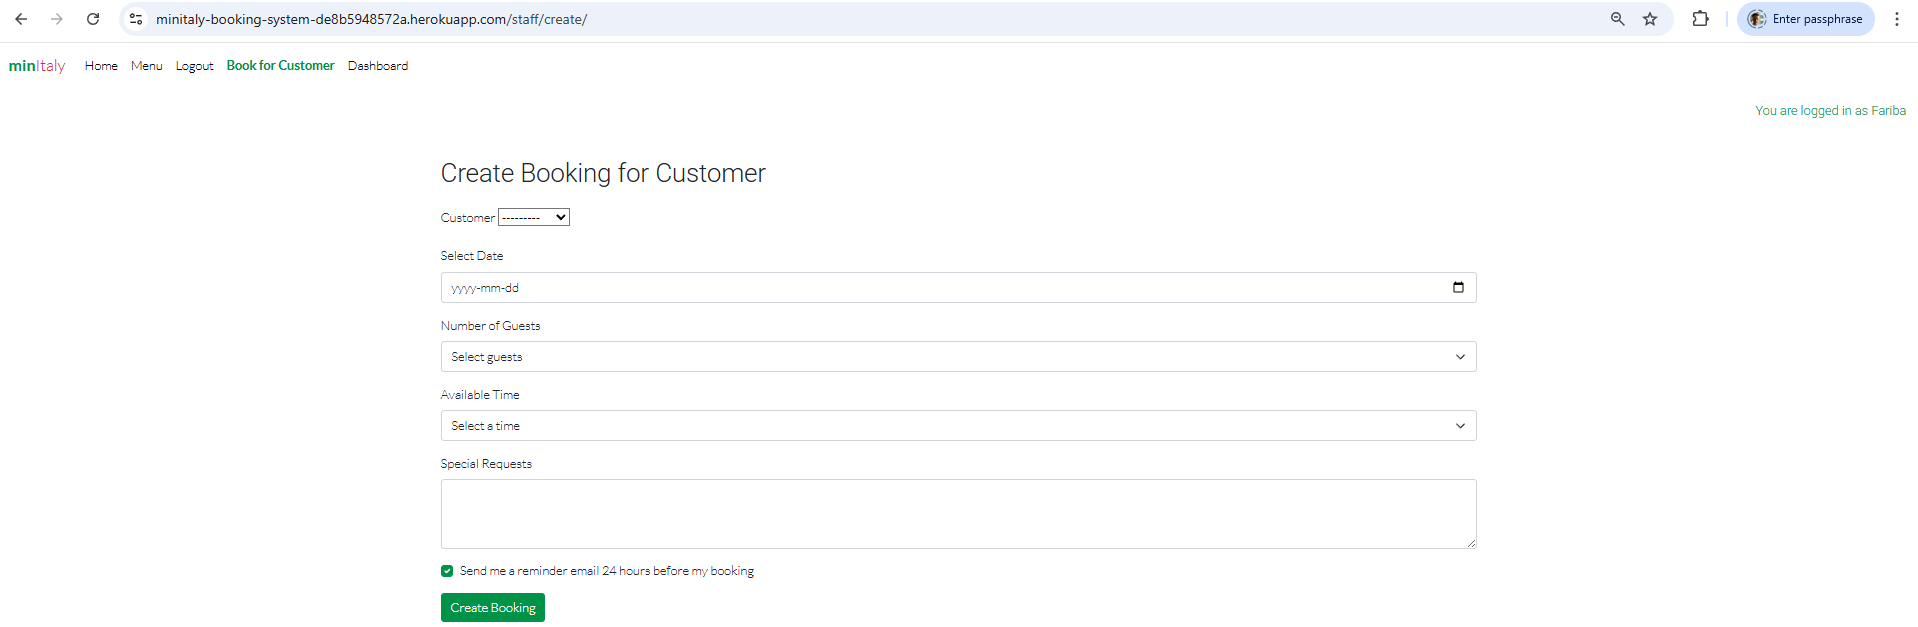 minitaly-booking-system-de8b5948572a.herokuapp.com/staff/create/ Enter passphrase
minItaly Home Menu Logout Book for Customer Dashboard
You are logged in as Fariba
Create Booking for Customer
Customer ---------
Select Date
yyyy-mm-dd
Number of Guests
Select guests
Available Time
Select a time
Special Requests
Send me a reminder email 24 hours before my booking
Create Booking